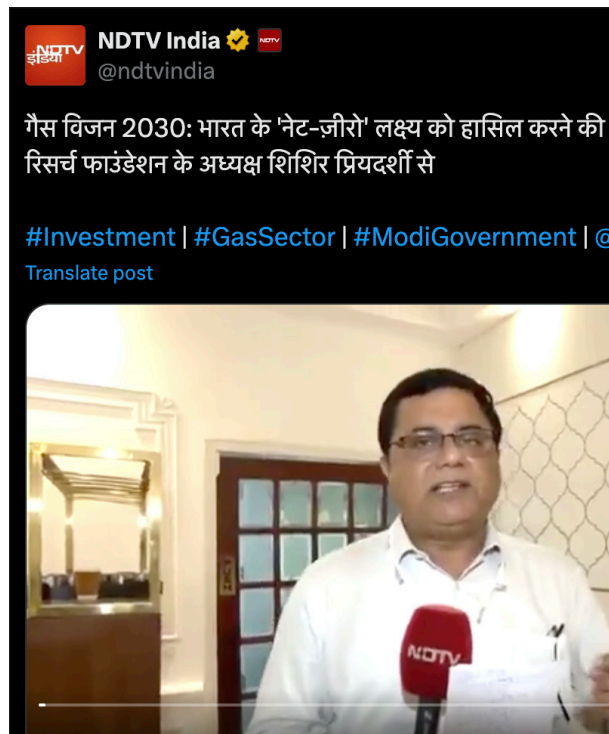 NDTV
इंडिया
NDTV India
NDTV
@ndtvindia
गैस विजन 2030: भारत के 'नेट-ज़ीरो' लक्ष्य को हासिल करने की
रिसर्च फाउंडेशन के अध्यक्ष शिशिर प्रियदर्शी से
#Investment | #GasSector | #ModiGovernment | @
Translate post
NDTV